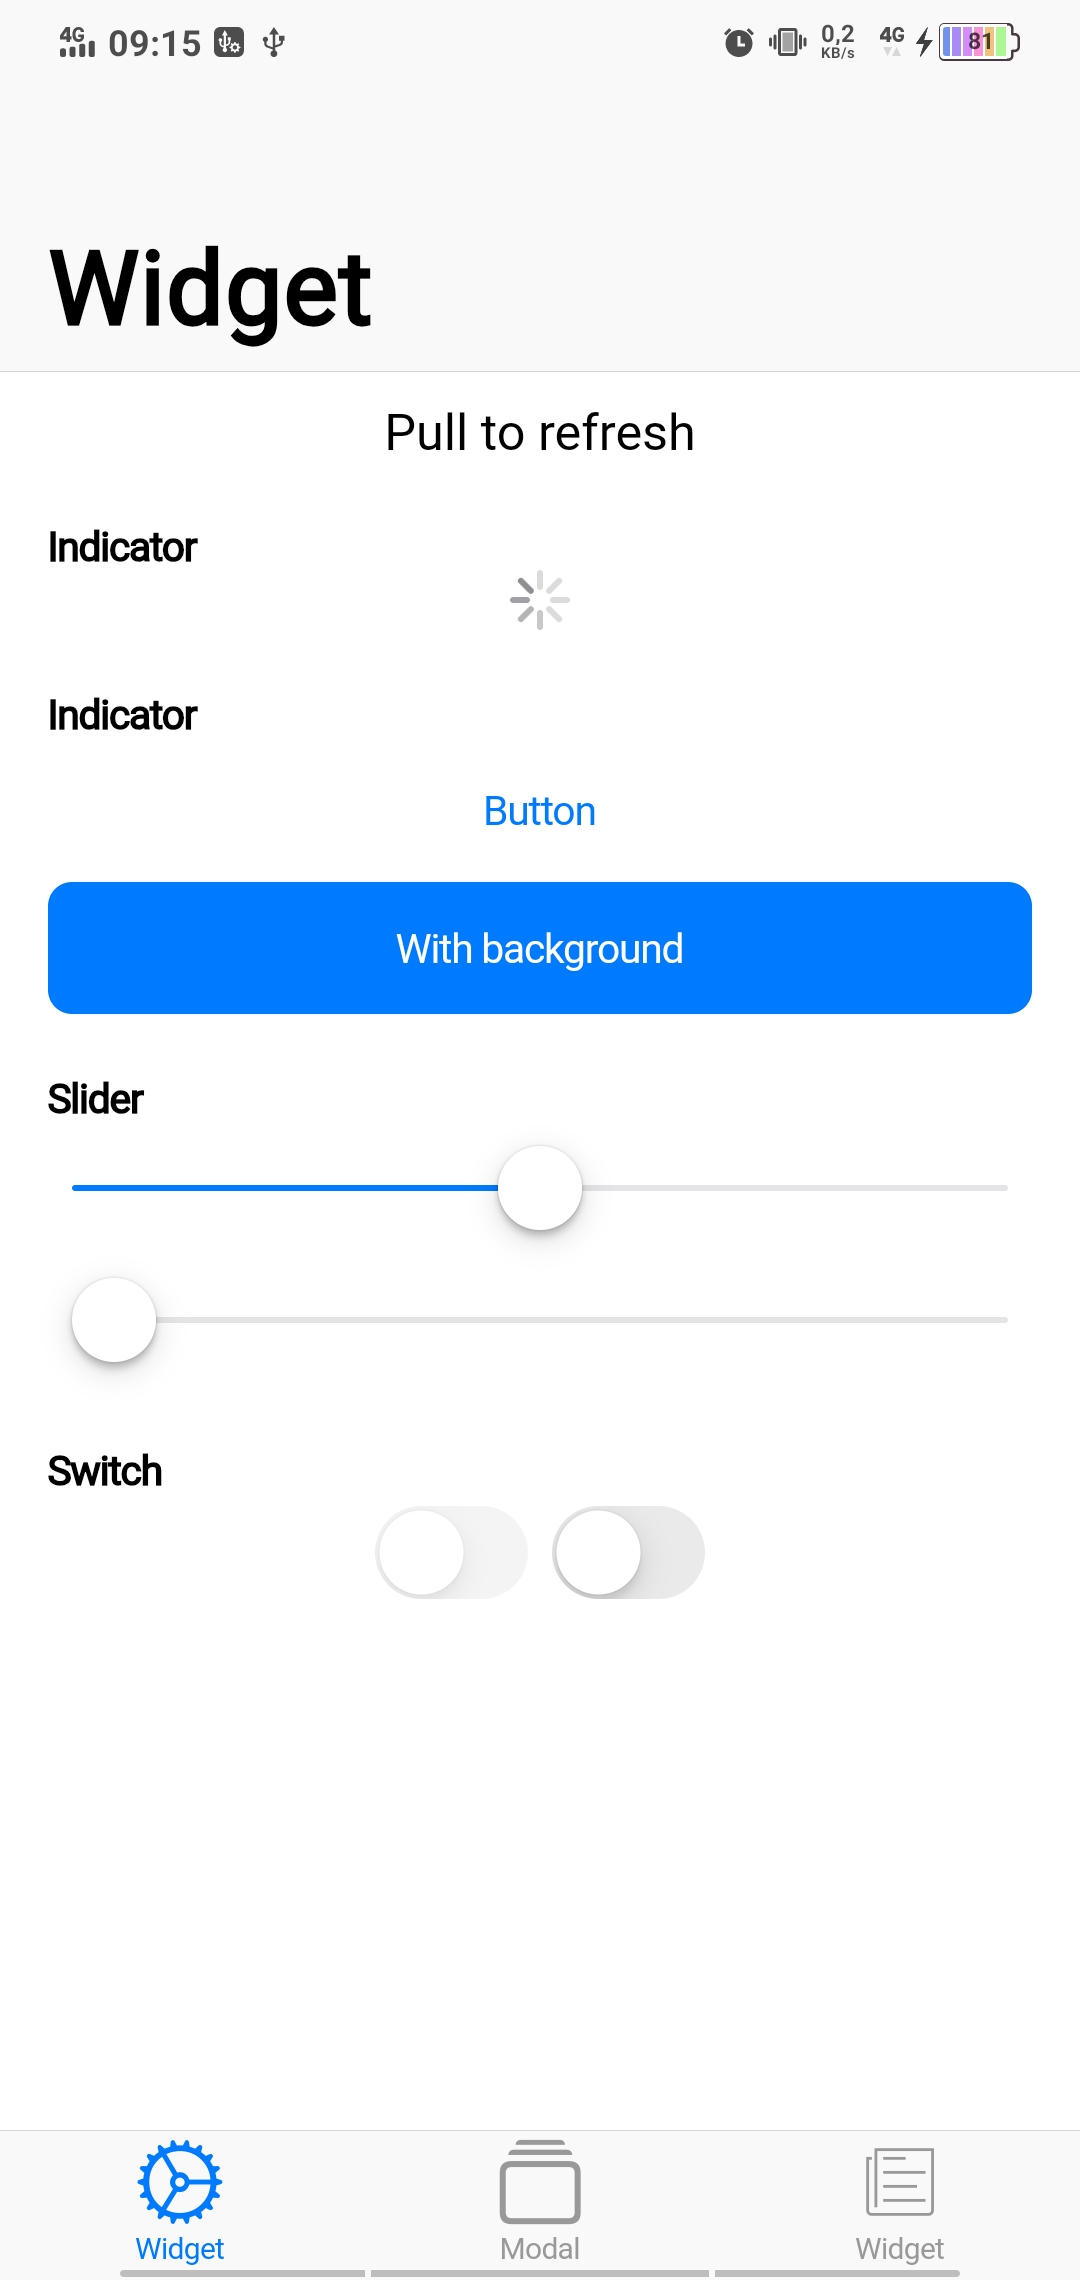 4G 09:15 0,2 KB/s 4G 81
Widget
Pull to refresh
Indicator
Indicator
Button
With background
Slider
Switch
Widget Modal Widget